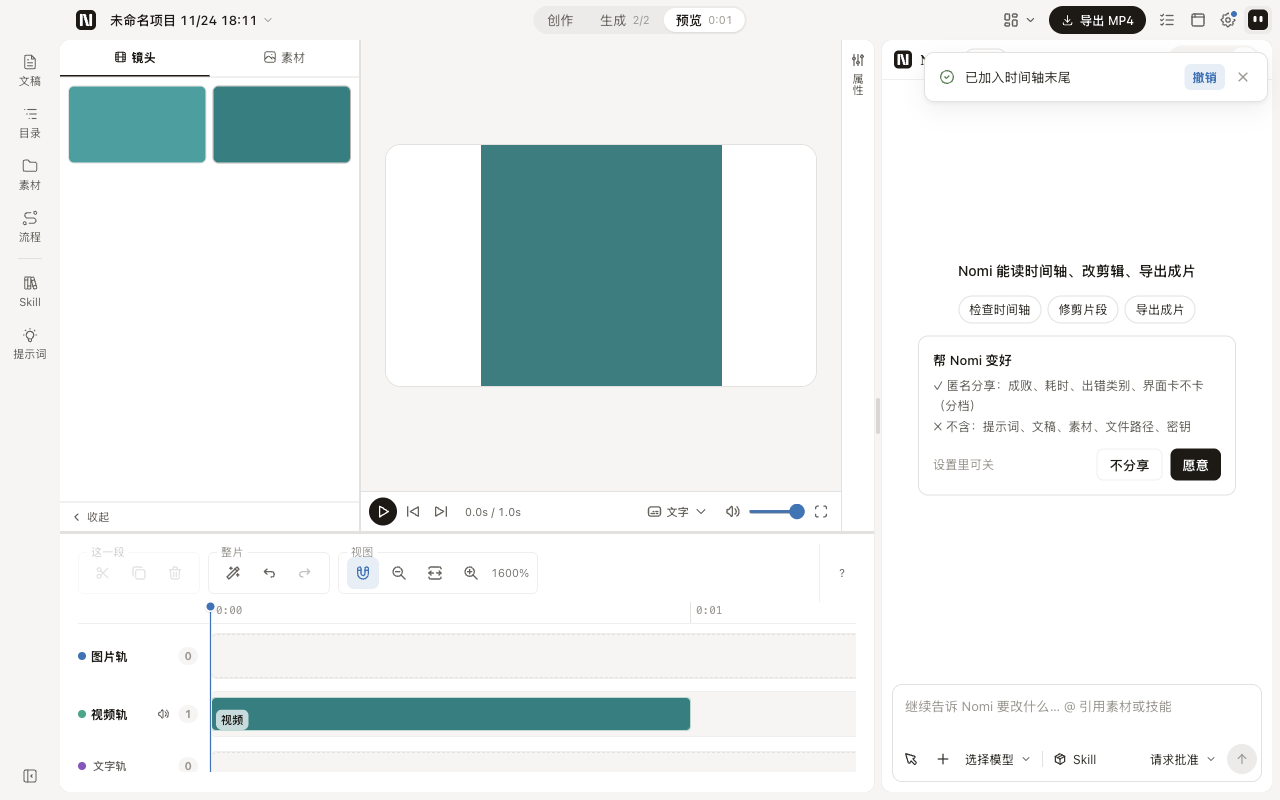 未命名项目 11/24 18:11
创作
生成 2/2
预览 0:01
导出 MP4
文稿
目录
素材
流程
Skill
提示词
镜头
素材
收起
属性
0.0s / 1.0s
文字
已加入时间轴末尾
撤销
Nomi 能读时间轴、改剪辑、导出成片
检查时间轴
修剪片段
导出成片
帮 Nomi 变好
✓ 匿名分享：成败、耗时、出错类别、界面卡不卡
（分档）
✕ 不含：提示词、文稿、素材、文件路径、密钥
设置里可关
不分享
愿意
这一段
整片
视图
1600%
?
0:00
0:01
图片轨
0
视频轨
1
视频
文字轨
0
继续告诉 Nomi 要改什么… @ 引用素材或技能
选择模型
Skill
请求批准